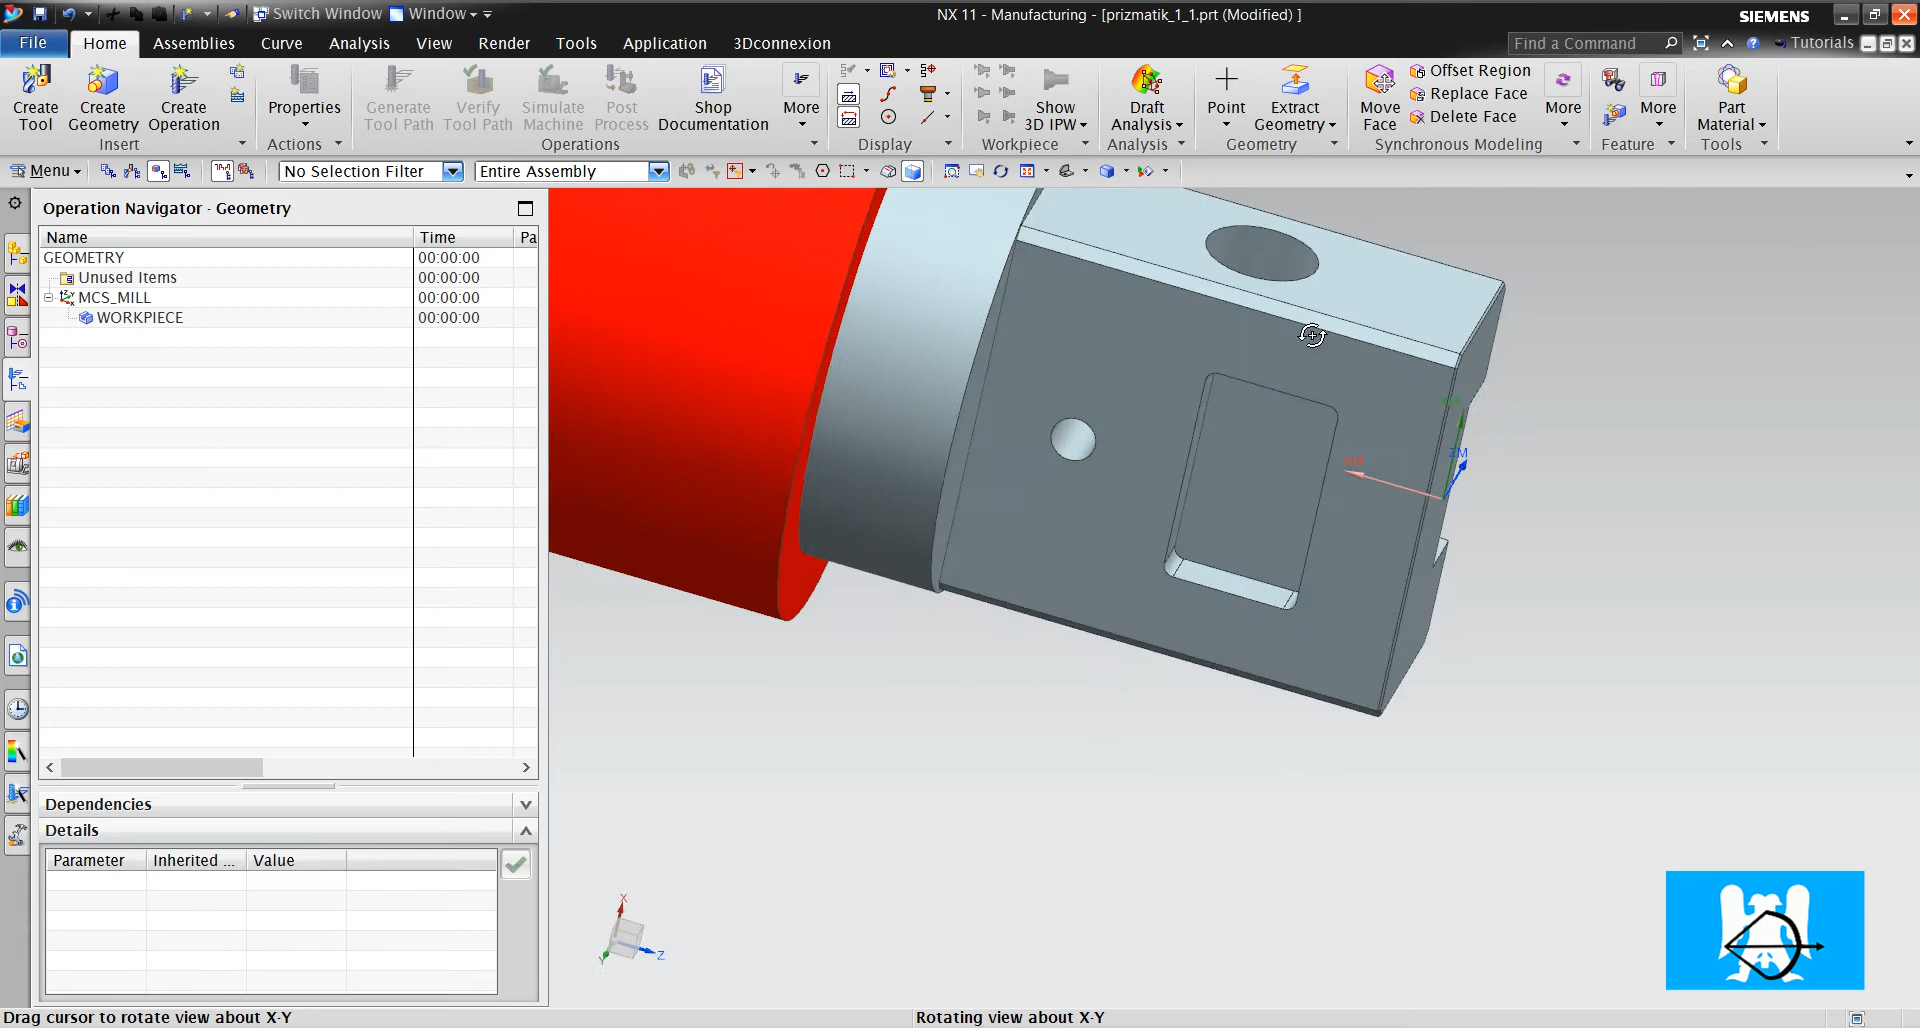 Switch Window Window NX 11 - Manufacturing - [prizmatik_1_1.prt (Modified) ] SIEMENS
File Home Assemblies Curve Analysis View Render Tools Application 3Dconnexion Find a Command Tutorials
Create Tool Create Geometry Create Operation Properties Generate Tool Path Verify Tool Path Simulate Machine Post Process Shop Documentation More Show 3D IPW Draft Analysis Point Extract Geometry Move Face Offset Region Replace Face Delete Face More More Part Material
Insert Actions Operations Display Workpiece Analysis Geometry Synchronous Modeling Feature Tools
Menu No Selection Filter Entire Assembly
Operation Navigator - Geometry
Name Time Pa
GEOMETRY 00:00:00
Unused Items 00:00:00
MCS_MILL 00:00:00
WORKPIECE 00:00:00
XM ZM
Dependencies
Details
Parameter Inherited ... Value
X
Y Z
Drag cursor to rotate view about X-Y Rotating view about X-Y